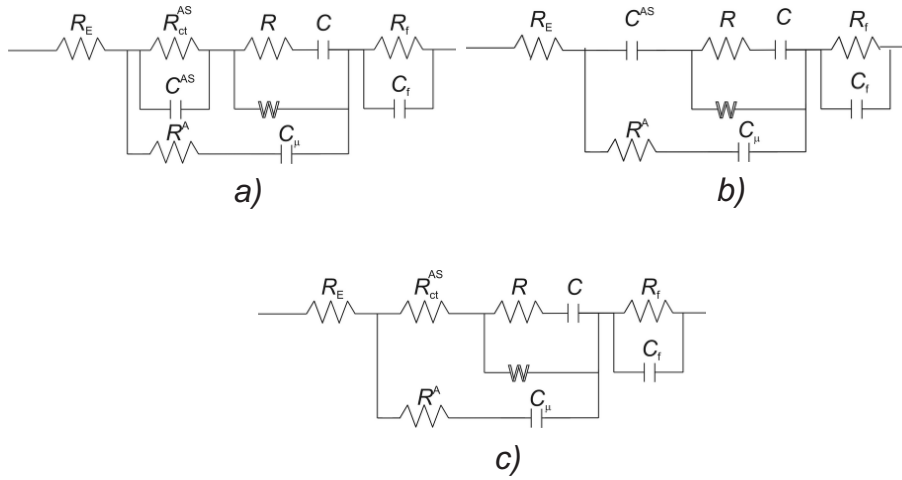 R_E R_ct^AS R C R_f
C^AS W C_f
R^A C_μ
a)
R_E C^AS R C R_f
W C_f
R^A C_μ
b)
R_E R_ct^AS R C R_f
W C_f
R^A C_μ
c)